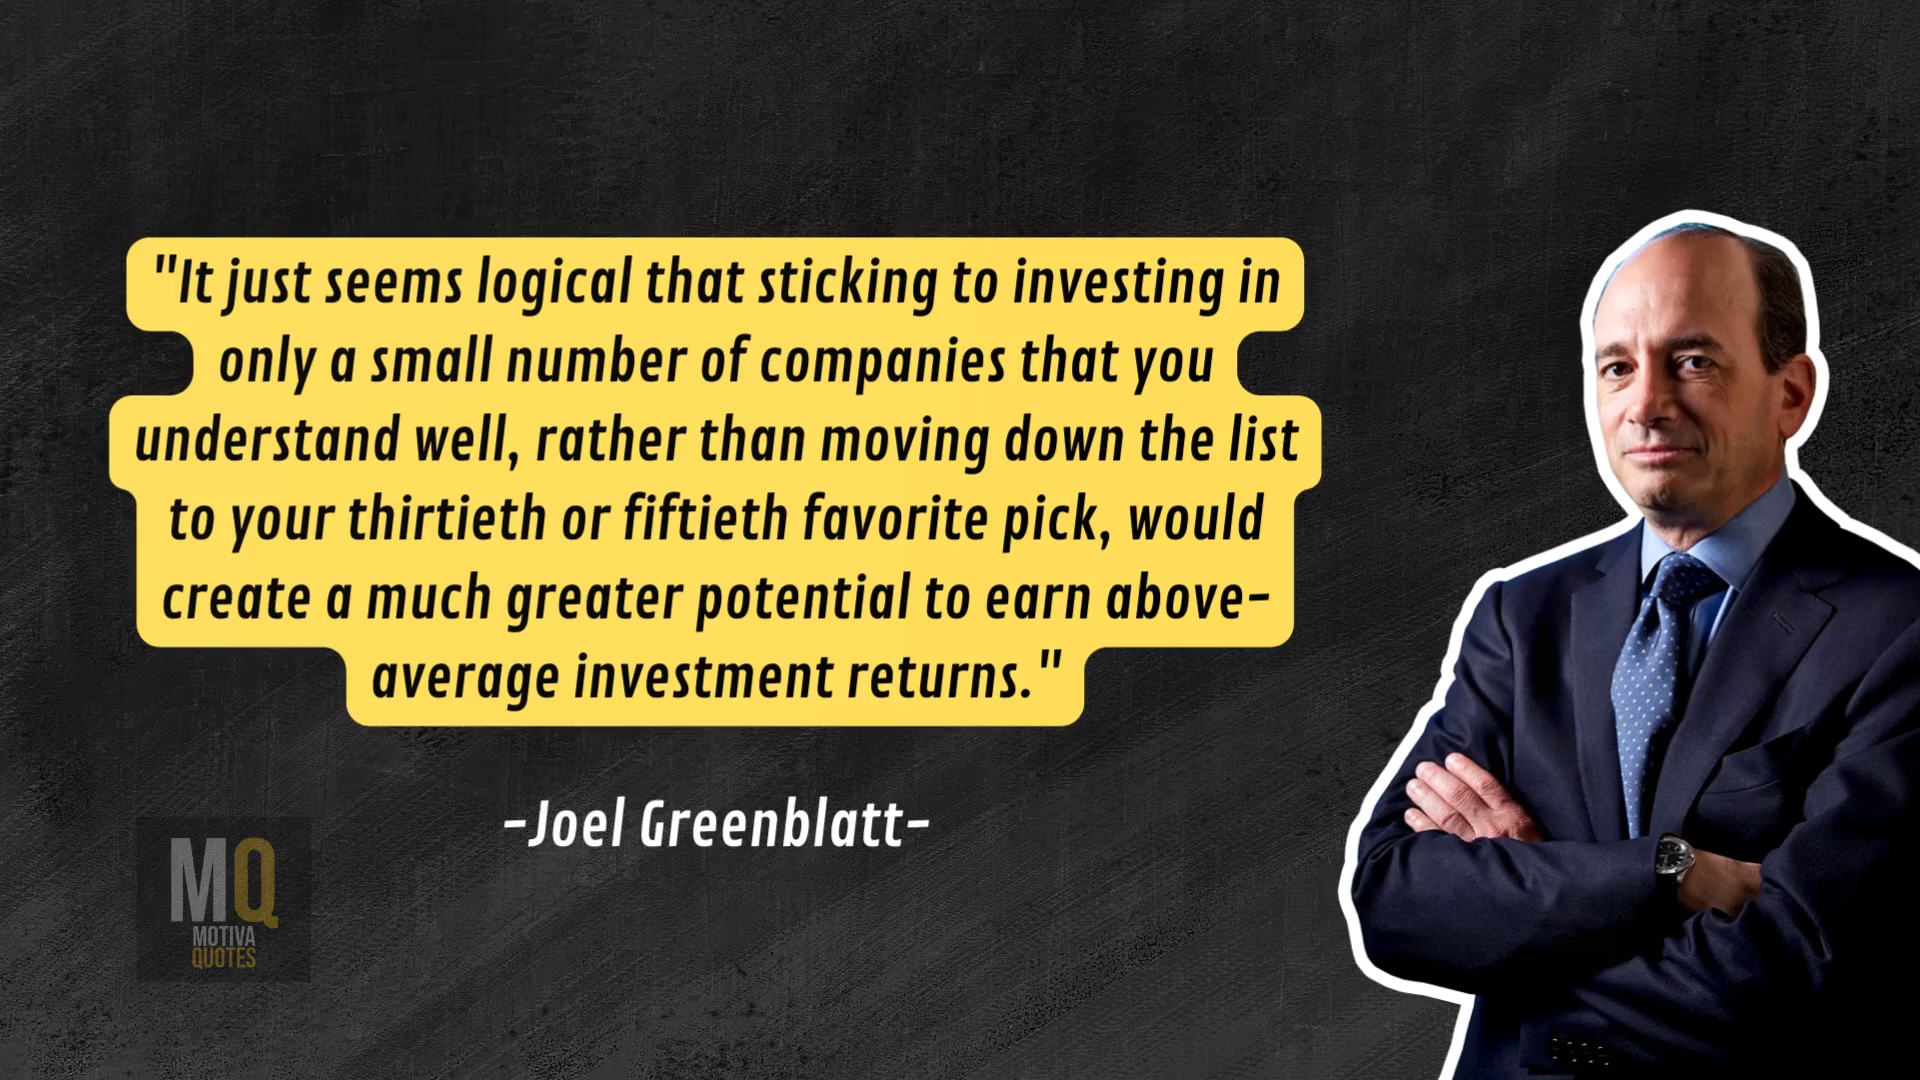 "It just seems logical that sticking to investing in
only a small number of companies that you
understand well, rather than moving down the list
to your thirtieth or fiftieth favorite pick, would
create a much greater potential to earn above-
average investment returns."
-Joel Greenblatt-
MQ
MOTIVA
QUOTES